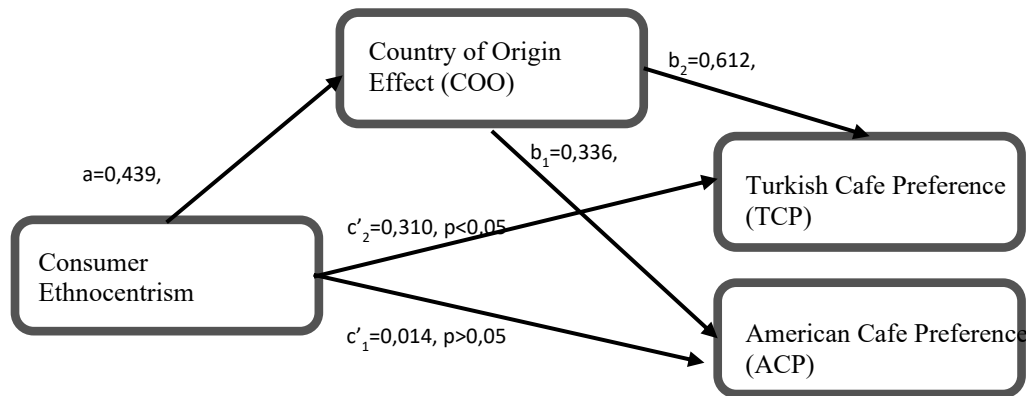 Country of Origin
Effect (COO)
b₂=0,612,
b₁=0,336,
a=0,439,
Turkish Cafe Preference
(TCP)
c’₂=0,310, p<0,05
Consumer
Ethnocentrism
c’₁=0,014, p>0,05
American Cafe Preference
(ACP)